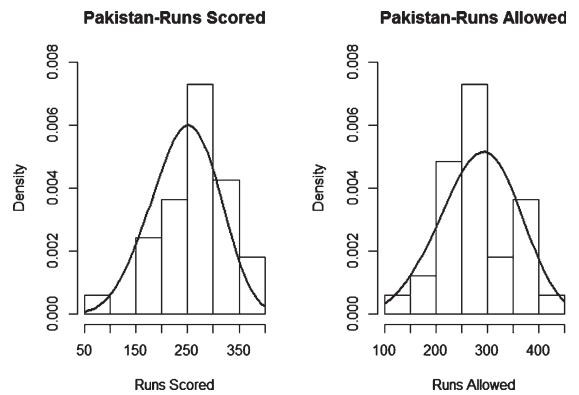 Pakistan-Runs Scored
Density
0.000 0.002 0.004 0.006 0.008
50 150 250 350
Runs Scored
Pakistan-Runs Allowed
Density
0.000 0.002 0.004 0.006 0.008
100 200 300 400
Runs Allowed